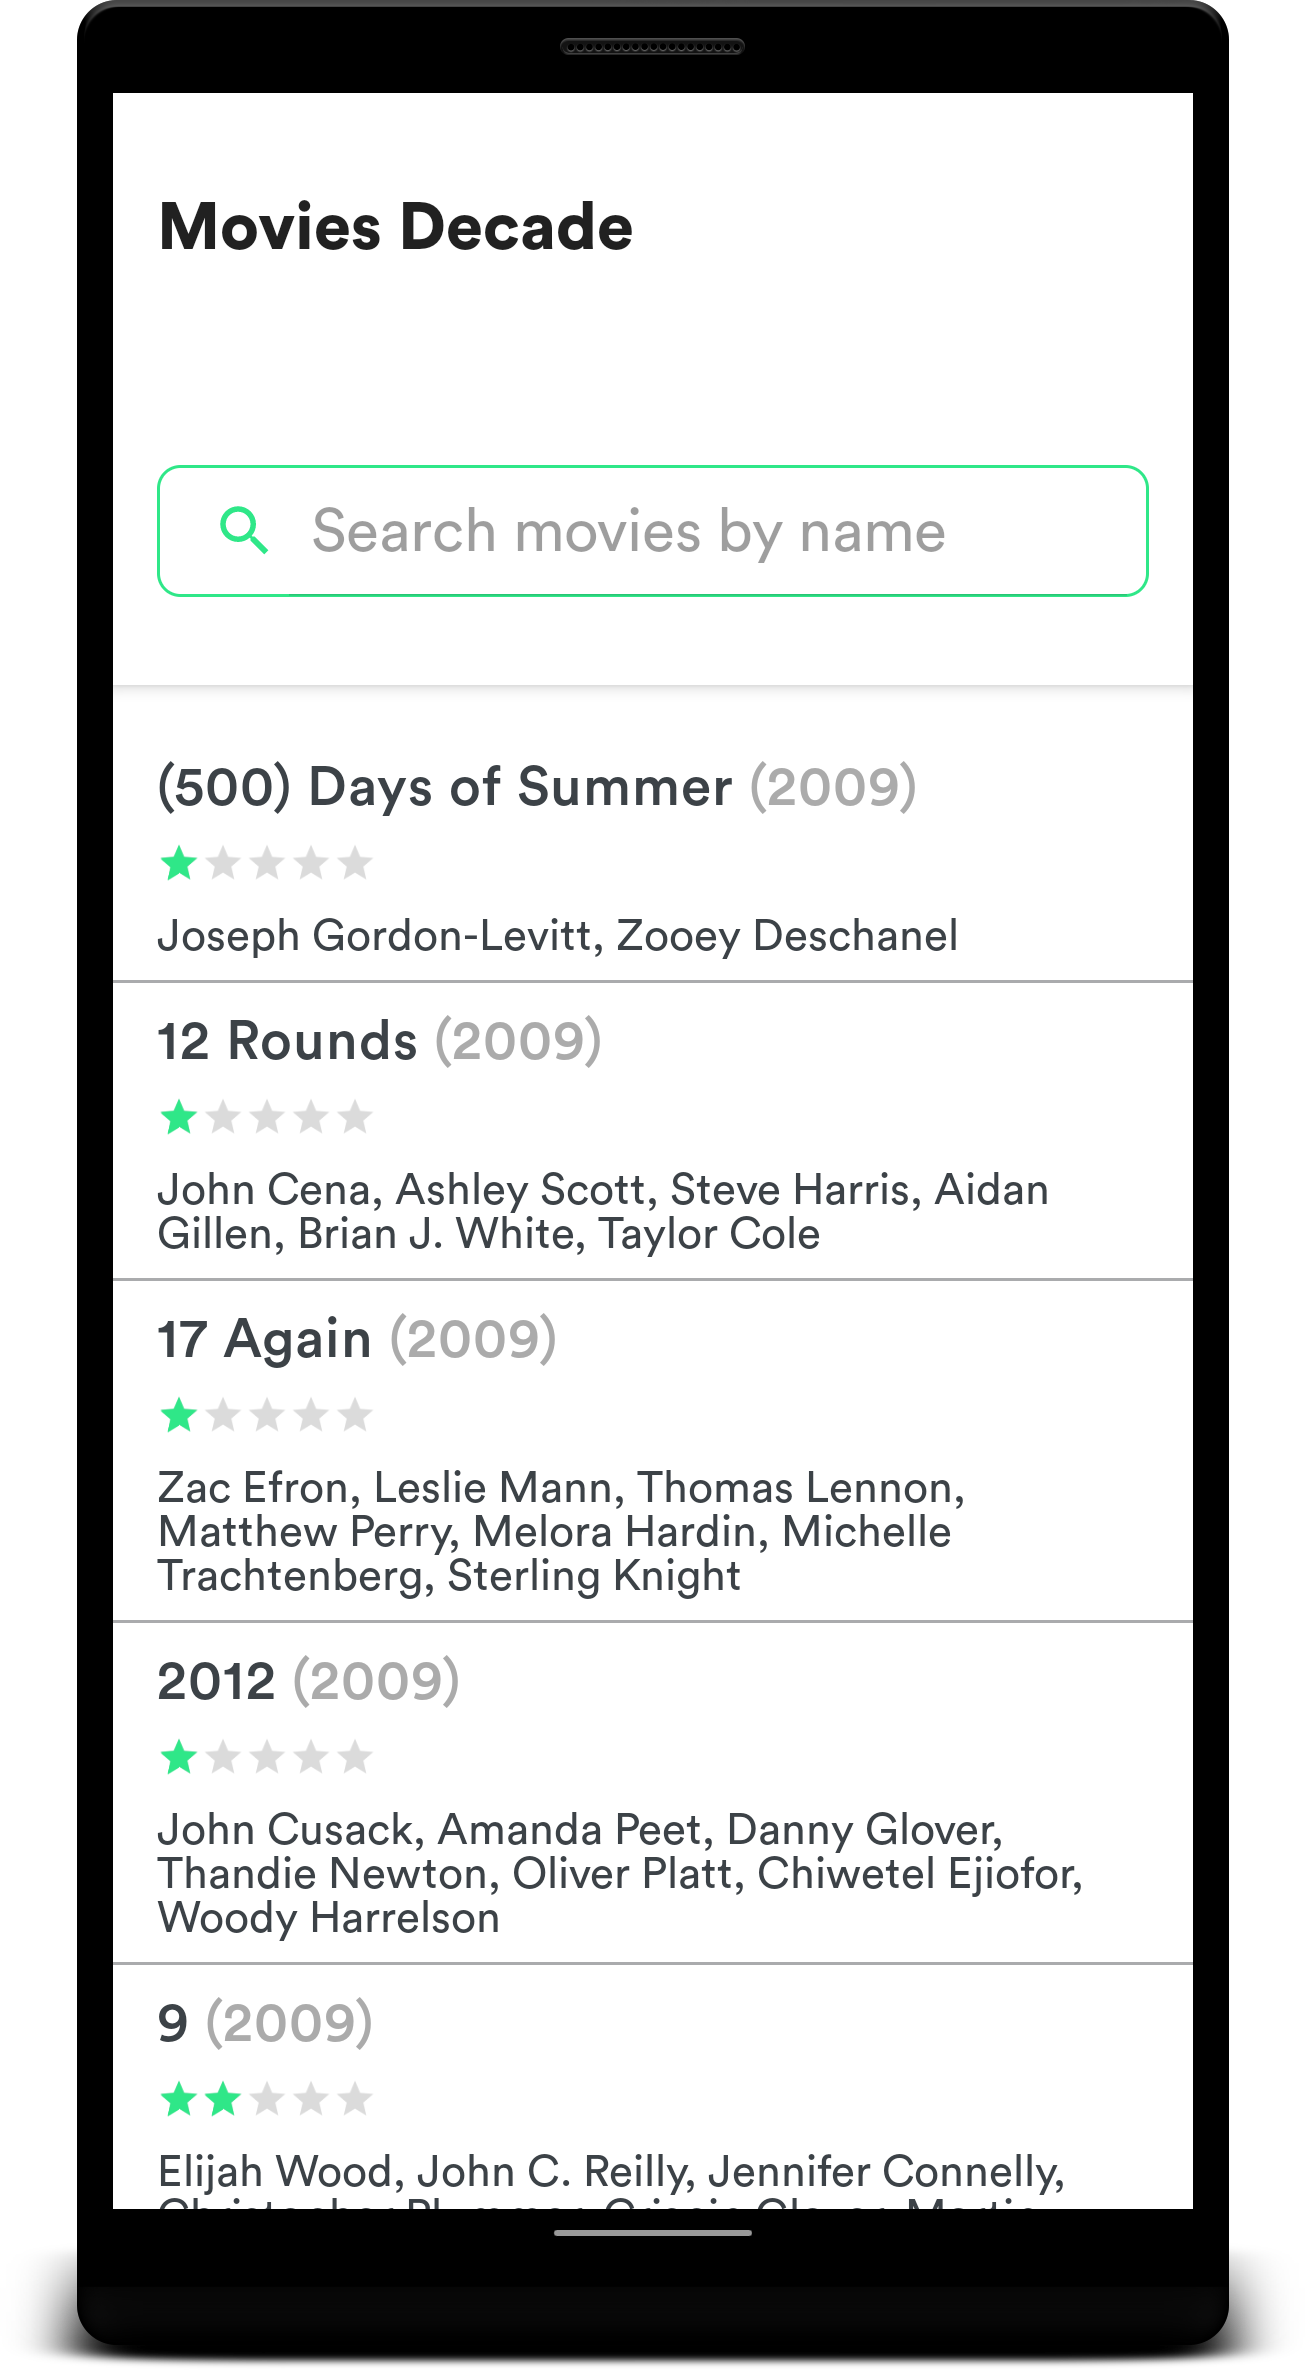 Movies Decade
Search movies by name
(500) Days of Summer (2009)
Joseph Gordon-Levitt, Zooey Deschanel
12 Rounds (2009)
John Cena, Ashley Scott, Steve Harris, Aidan
Gillen, Brian J. White, Taylor Cole
17 Again (2009)
Zac Efron, Leslie Mann, Thomas Lennon,
Matthew Perry, Melora Hardin, Michelle
Trachtenberg, Sterling Knight
2012 (2009)
John Cusack, Amanda Peet, Danny Glover,
Thandie Newton, Oliver Platt, Chiwetel Ejiofor,
Woody Harrelson
9 (2009)
Elijah Wood, John C. Reilly, Jennifer Connelly,